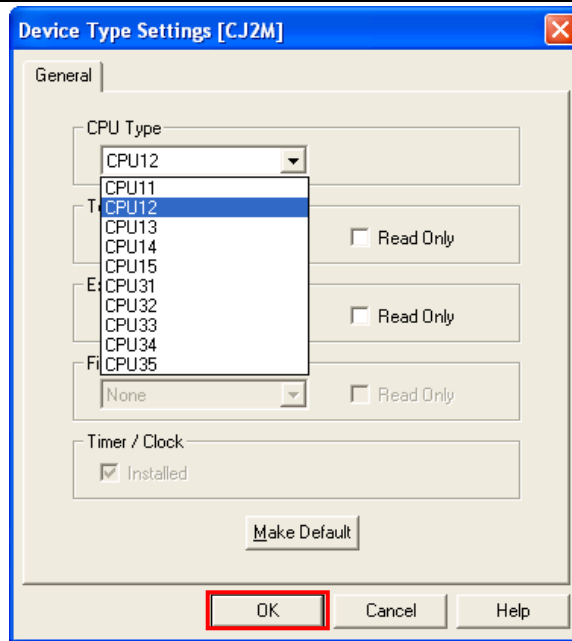 Device Type Settings [CJ2M]
General
CPU Type
CPU12
CPU11
CPU12
CPU13
CPU14
CPU15
CPU31
CPU32
CPU33
CPU34
CPU35
Read Only
Read Only
Fi
None
Read Only
Timer / Clock
Installed
Make Default
OK
Cancel
Help